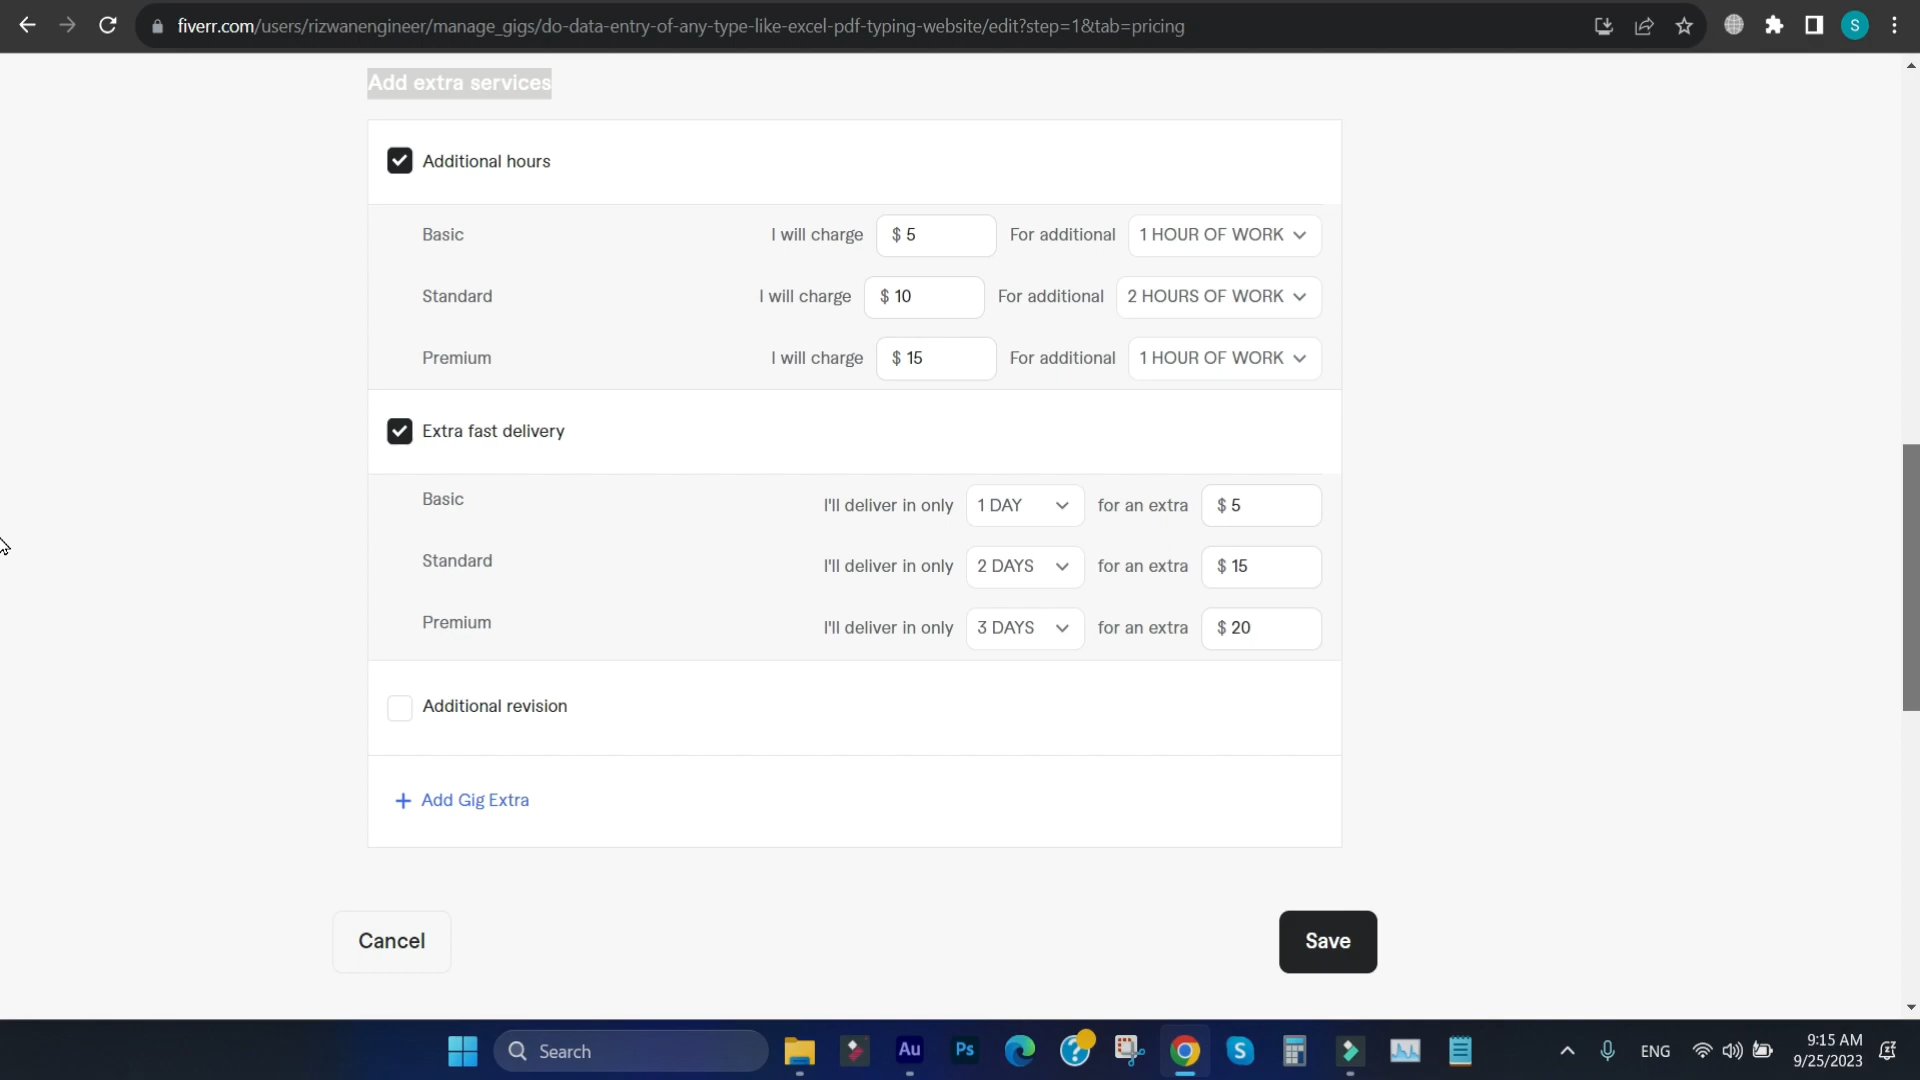 fiverr.com/users/rizwanengineer/manage_gigs/do-data-entry-of-any-type-like-excel-pdf-typing-website/edit?step=1&tab=pricing
S
Add extra services
Additional hours
Basic I will charge $ 5 For additional 1 HOUR OF WORK
Standard I will charge $ 10 For additional 2 HOURS OF WORK
Premium I will charge $ 15 For additional 1 HOUR OF WORK
Extra fast delivery
Basic I'll deliver in only 1 DAY for an extra $ 5
Standard I'll deliver in only 2 DAYS for an extra $ 15
Premium I'll deliver in only 3 DAYS for an extra $ 20
Additional revision
+ Add Gig Extra
Cancel Save
Search Au Ps ? S ENG 9:15 AM
9/25/2023